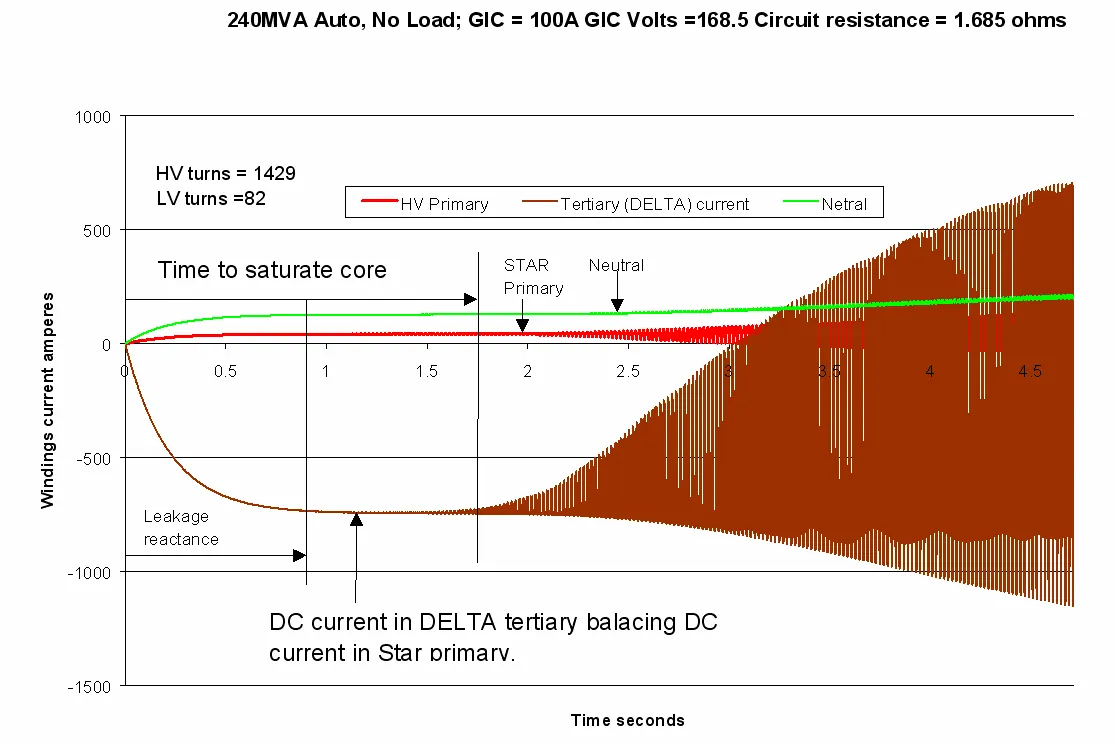 240MVA Auto, No Load; GIC = 100A GIC Volts =168.5 Circuit resistance = 1.685 ohms
1000
HV turns = 1429
LV turns =82
HV Primary
Tertiary (DELTA) current
Netral
500
Time to saturate core
STAR
Primary
Neutral
0
0
0.5
1
1.5
2
2.5
3
3.5
4
4.5
Windings current amperes
-500
Leakage
reactance
-1000
DC current in DELTA tertiary balacing DC
current in Star primary.
-1500
Time seconds